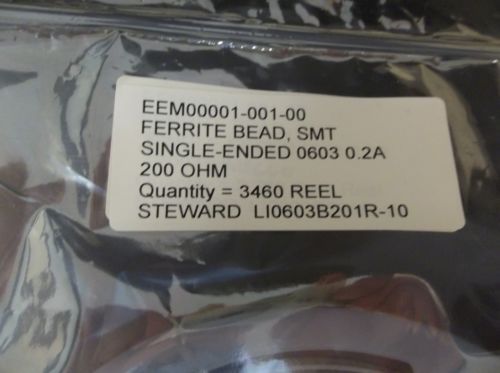 EEM00001-001-00
FERRITE BEAD, SMT
SINGLE-ENDED 0603 0.2A
200 OHM
Quantity = 3460 REEL
STEWARD LI0603B201R-10